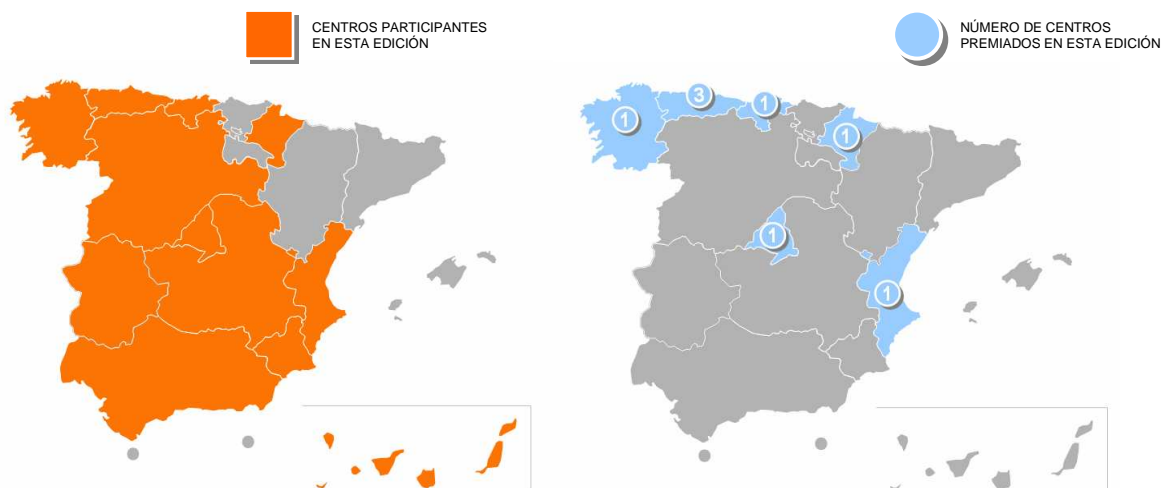 CENTROS PARTICIPANTES
EN ESTA EDICIÓN
NÚMERO DE CENTROS
PREMIADOS EN ESTA EDICIÓN
1
3
1
1
1
1